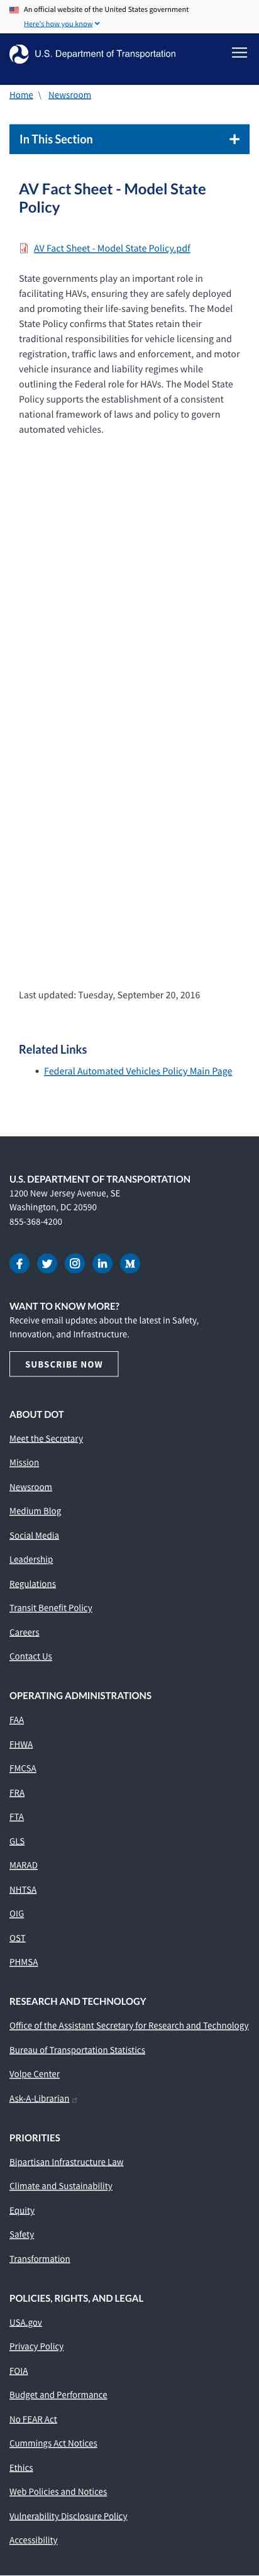 An official website of the United States government
Here's how you know
U.S. Department of Transportation
Home \ Newsroom
In This Section
AV Fact Sheet - Model State
Policy
AV Fact Sheet - Model State Policy.pdf
State governments play an important role in
facilitating HAVs, ensuring they are safely deployed
and promoting their life-saving benefits. The Model
State Policy confirms that States retain their
traditional responsibilities for vehicle licensing and
registration, traffic laws and enforcement, and motor
vehicle insurance and liability regimes while
outlining the Federal role for HAVs. The Model State
Policy supports the establishment of a consistent
national framework of laws and policy to govern
automated vehicles.
Last updated: Tuesday, September 20, 2016
Related Links
• Federal Automated Vehicles Policy Main Page
U.S. DEPARTMENT OF TRANSPORTATION
1200 New Jersey Avenue, SE
Washington, DC 20590
855-368-4200
WANT TO KNOW MORE?
Receive email updates about the latest in Safety,
Innovation, and Infrastructure.
SUBSCRIBE NOW
ABOUT DOT
Meet the Secretary
Mission
Newsroom
Medium Blog
Social Media
Leadership
Regulations
Transit Benefit Policy
Careers
Contact Us
OPERATING ADMINISTRATIONS
FAA
FHWA
FMCSA
FRA
FTA
GLS
MARAD
NHTSA
OIG
OST
PHMSA
RESEARCH AND TECHNOLOGY
Office of the Assistant Secretary for Research and Technology
Bureau of Transportation Statistics
Volpe Center
Ask-A-Librarian
PRIORITIES
Bipartisan Infrastructure Law
Climate and Sustainability
Equity
Safety
Transformation
POLICIES, RIGHTS, AND LEGAL
USA.gov
Privacy Policy
FOIA
Budget and Performance
No FEAR Act
Cummings Act Notices
Ethics
Web Policies and Notices
Vulnerability Disclosure Policy
Accessibility